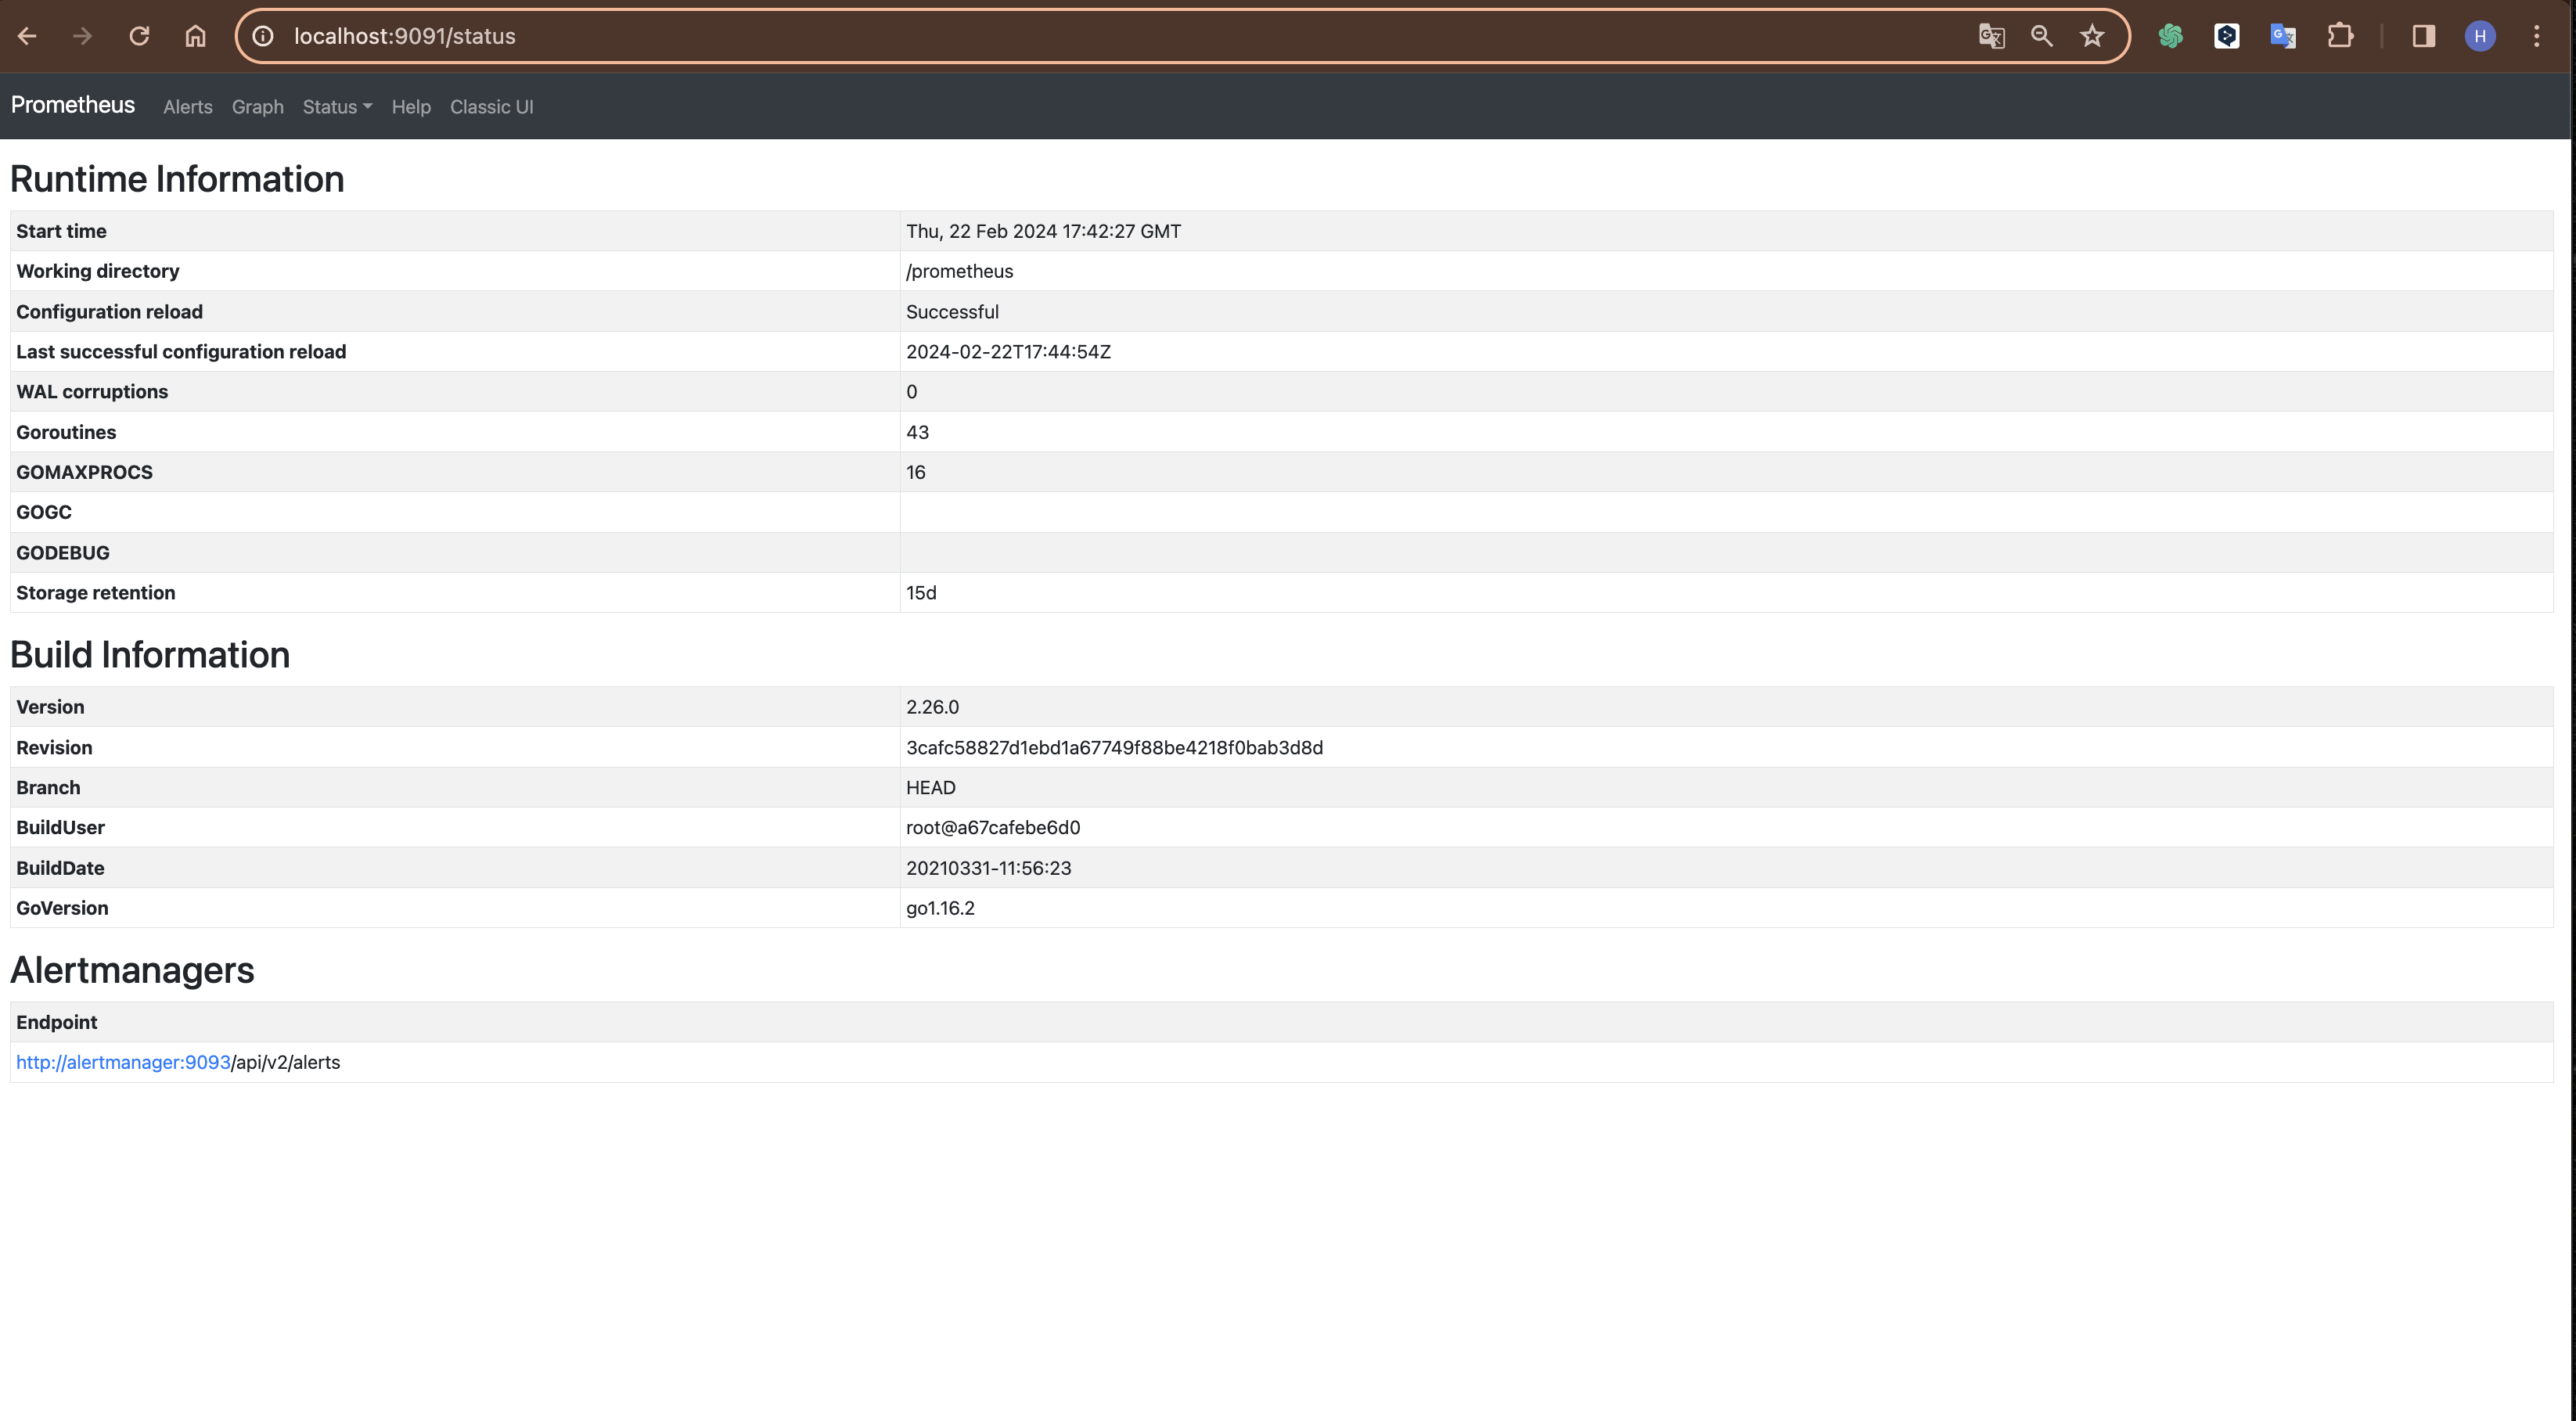 localhost:9091/status
H
Prometheus Alerts Graph Status Help Classic UI
Runtime Information
Start time Thu, 22 Feb 2024 17:42:27 GMT
Working directory /prometheus
Configuration reload Successful
Last successful configuration reload 2024-02-22T17:44:54Z
WAL corruptions 0
Goroutines 43
GOMAXPROCS 16
GOGC
GODEBUG
Storage retention 15d
Build Information
Version 2.26.0
Revision 3cafc58827d1ebd1a67749f88be4218f0bab3d8d
Branch HEAD
BuildUser root@a67cafebe6d0
BuildDate 20210331-11:56:23
GoVersion go1.16.2
Alertmanagers
Endpoint
http://alertmanager:9093/api/v2/alerts